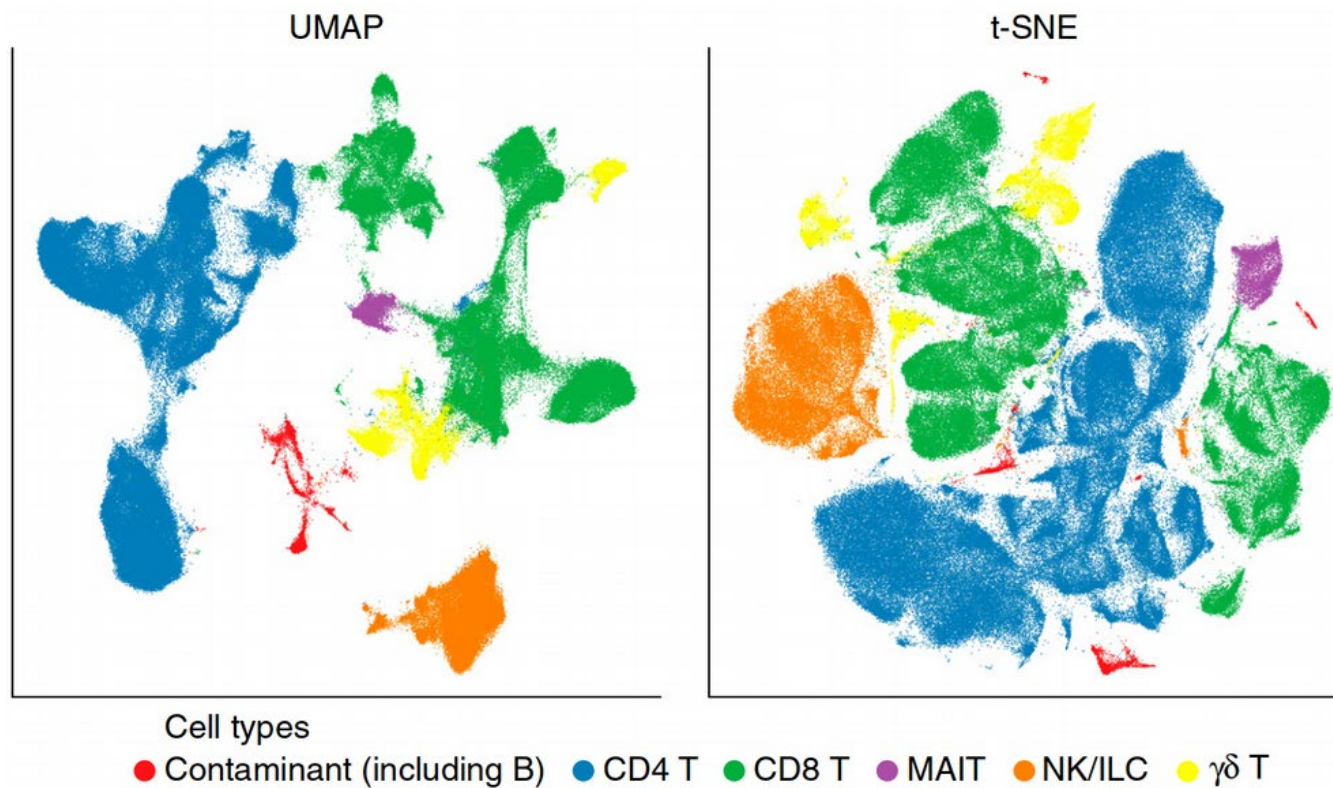 UMAP
t-SNE
Cell types
Contaminant (including B) CD4 T CD8 T MAIT NK/ILC γδ T